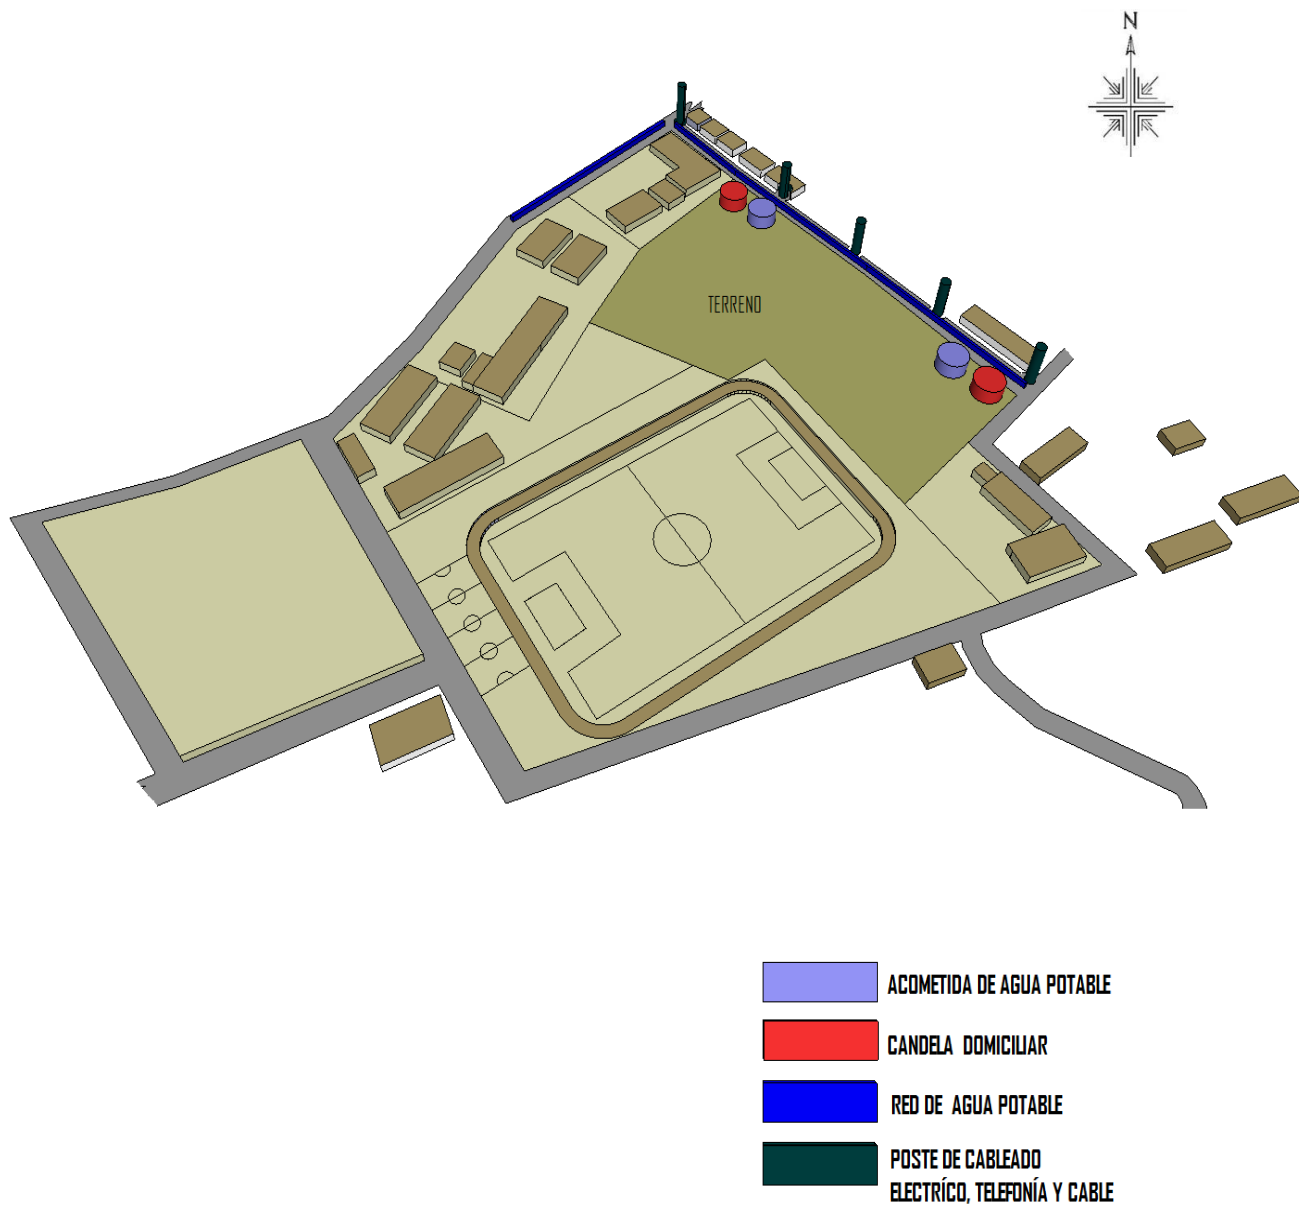 N
TERRENO
ACOMETIDA DE AGUA POTABLE
CANDELA DOMICILIAR
RED DE AGUA POTABLE
POSTE DE CABLEADO
ELECTRÍCO, TELEFONÍA Y CABLE